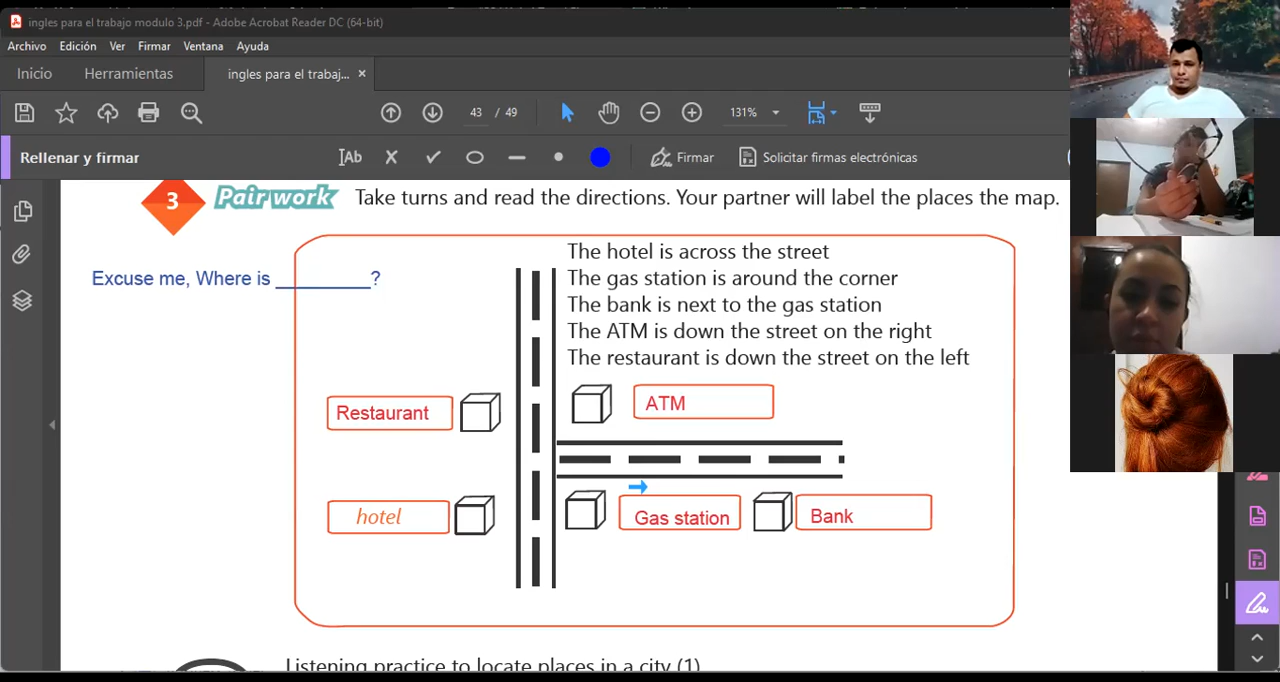 ingles para el trabajo modulo 3.pdf - Adobe Acrobat Reader DC (64-bit)
Archivo Edición Ver Firmar Ventana Ayuda
Inicio Herramientas ingles para el trabaj... ×
43 / 49 131%
Rellenar y firmar Ab Firmar Solicitar firmas electrónicas
3 Pair work Take turns and read the directions. Your partner will label the places the map.
The hotel is across the street
Excuse me, Where is __________?
The gas station is around the corner
The bank is next to the gas station
The ATM is down the street on the right
The restaurant is down the street on the left
Restaurant ATM
hotel Gas station Bank
Listening practice to locate places in a city (1)